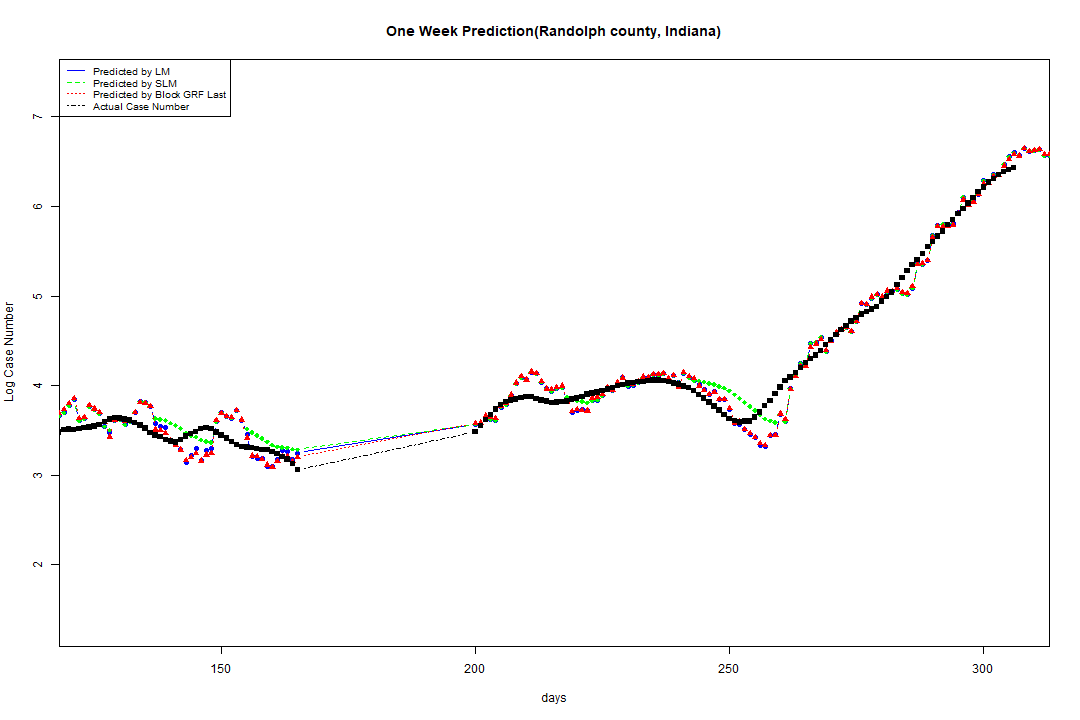 One Week Prediction(Randolph county, Indiana)
Predicted by LM
Predicted by SLM
Predicted by Block GRF Last
Actual Case Number
7
6
5
4
3
2
Log Case Number
150 200 250 300
days